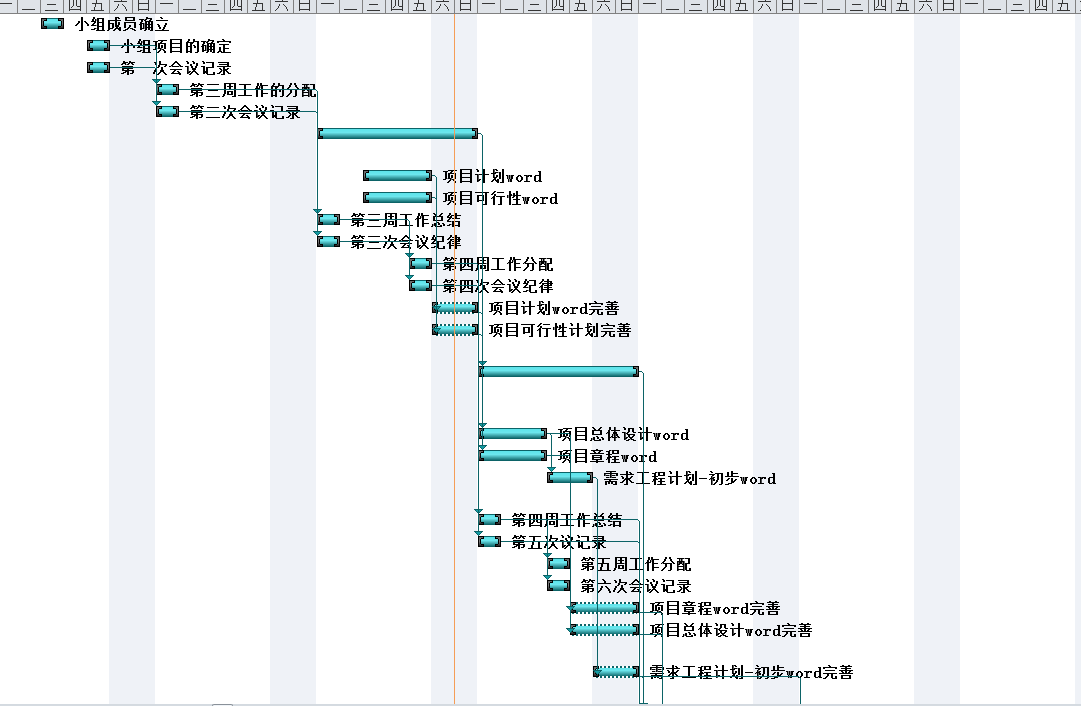 一 二 三 四 五 六 日 一 二 三 四 五 六 日 一 二 三 四 五 六 日 一 二 三 四 五 六 日 一 二 三 四 五 六 日 一 二 三 四 五 六 日 一 二 三 四 五
小组成员确立
小组项目的确定
第一次会议记录
第三周工作的分配
第二次会议记录
项目计划word
项目可行性word
第三周工作总结
第三次会议纪律
第四周工作分配
第四次会议纪律
项目计划word完善
项目可行性计划完善
项目总体设计word
项目章程word
需求工程计划-初步word
第四周工作总结
第五次议记录
第五周工作分配
第六次会议记录
项目章程word完善
项目总体设计word完善
需求工程计划-初步word完善